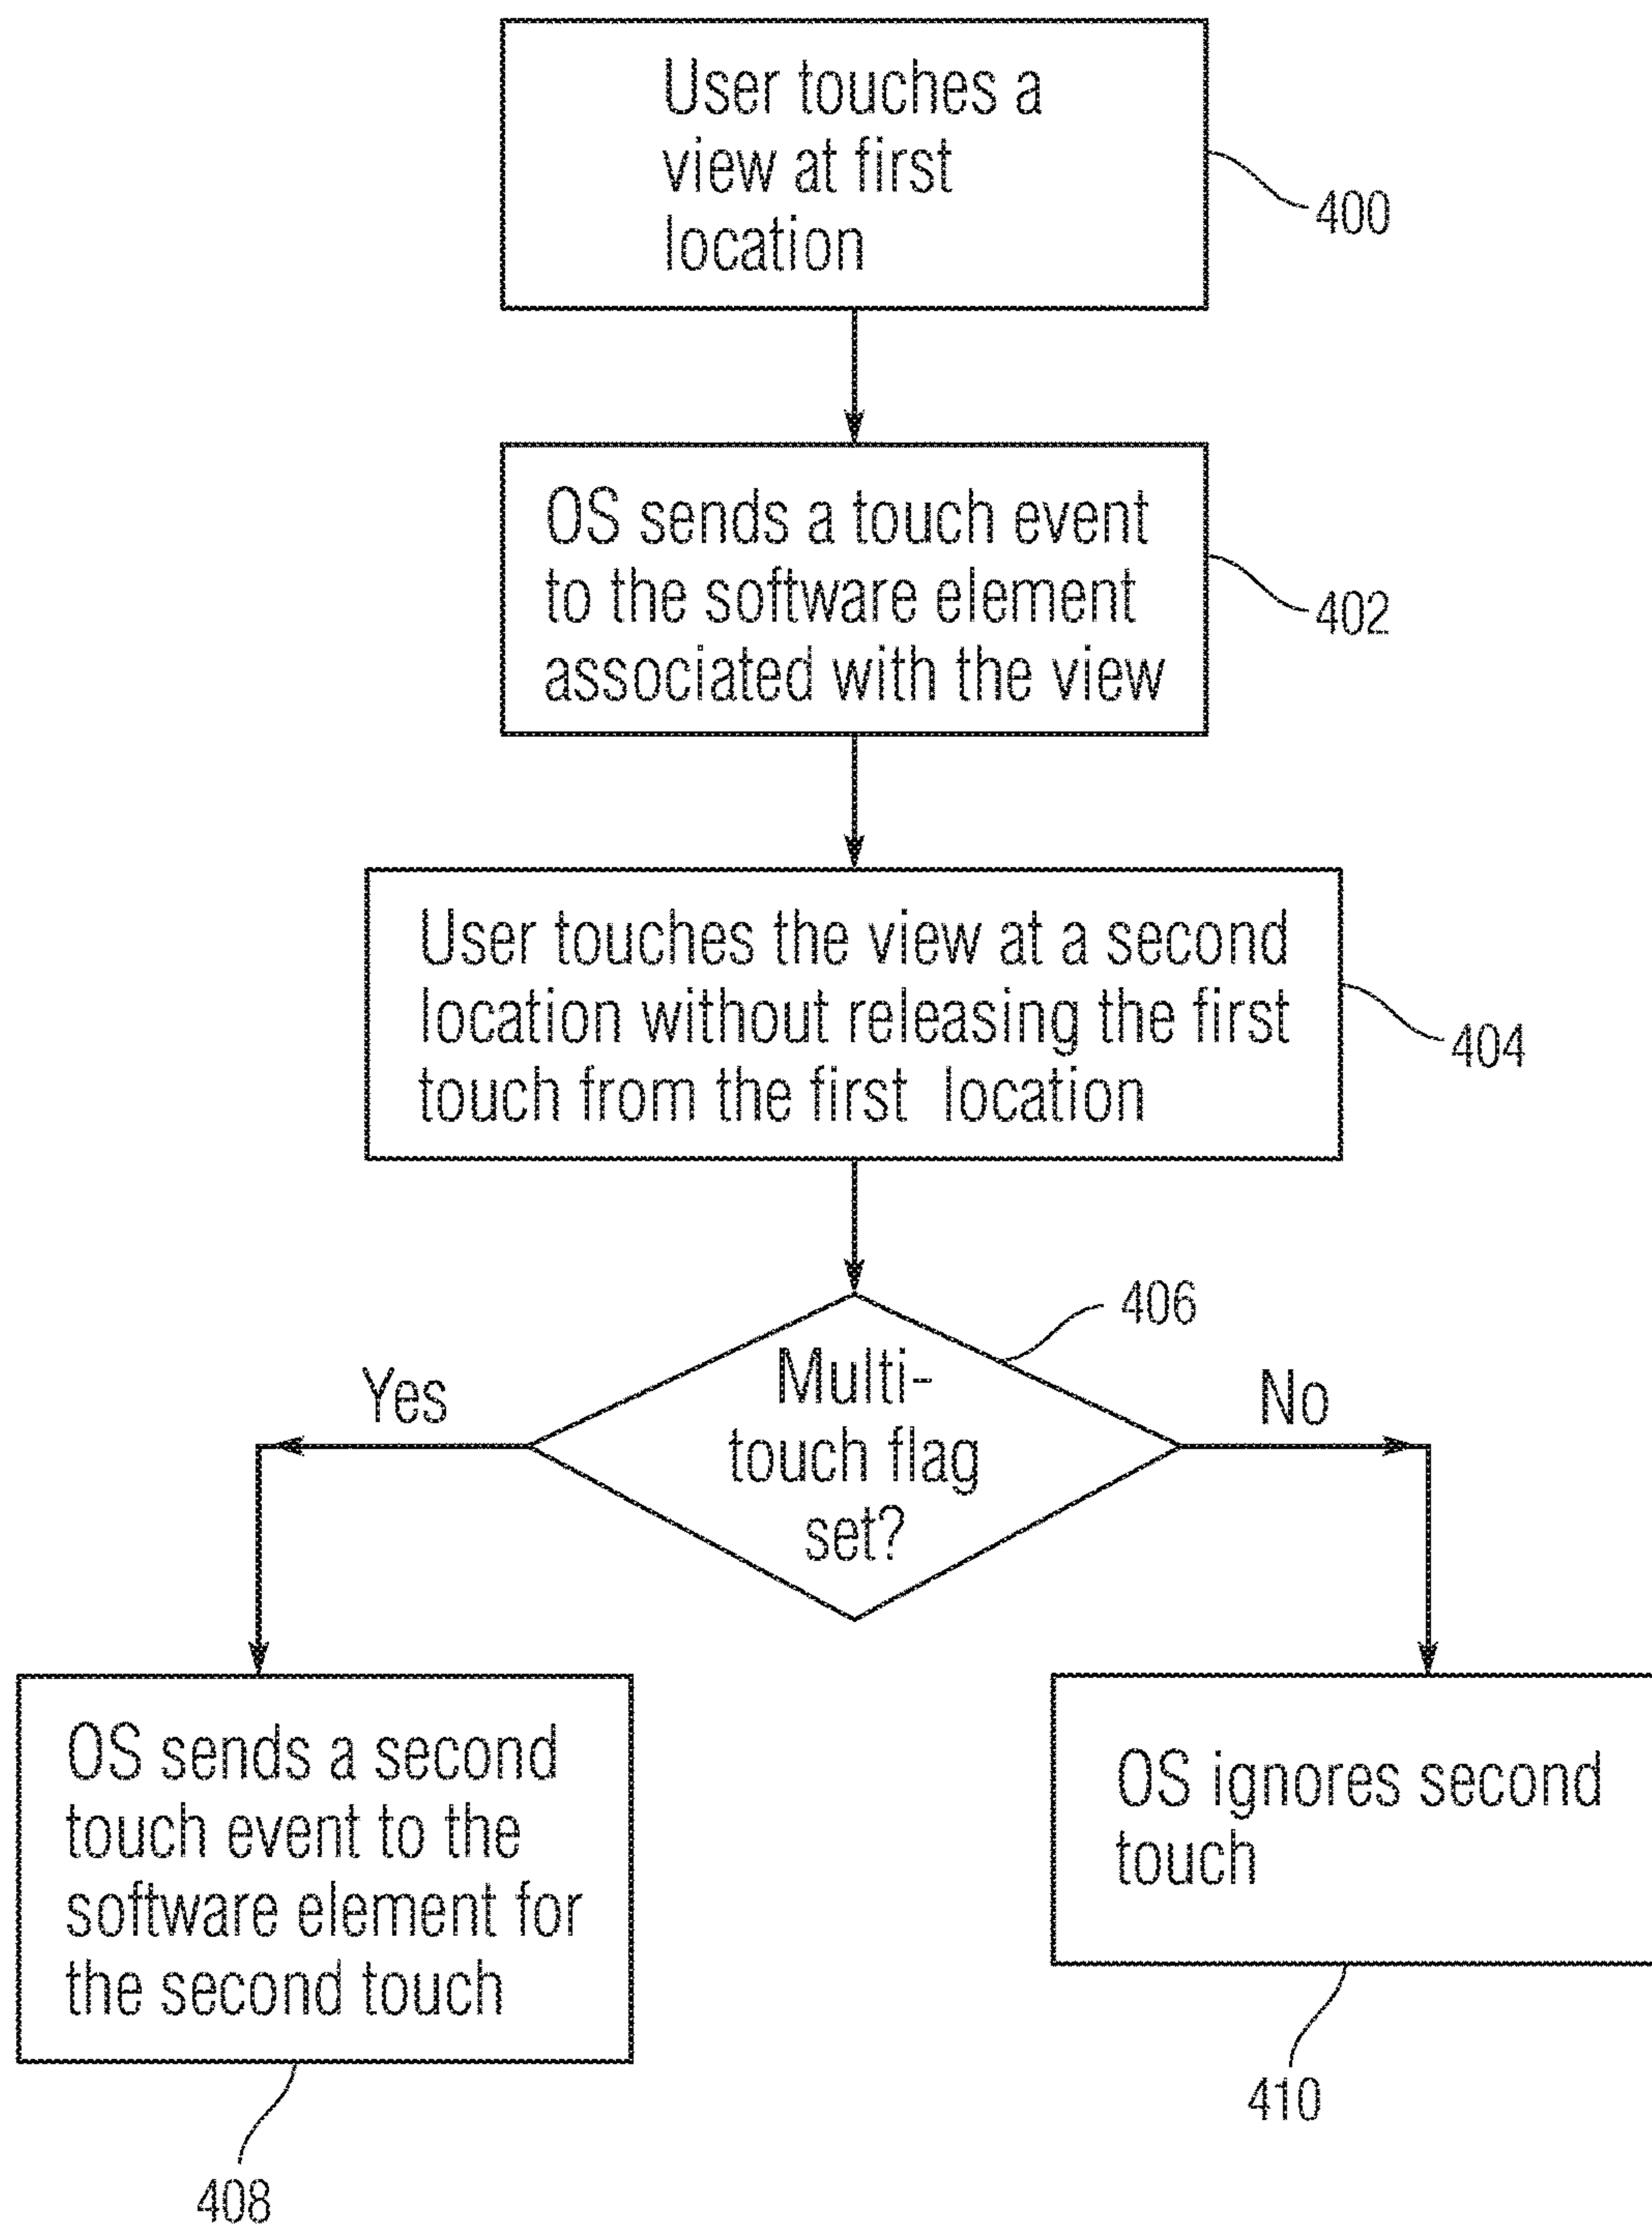 User touches a
view at first
location
400
OS sends a touch event
to the software element
associated with the view
402
User touches the view at a second
location without releasing the first
touch from the first location
404
406
Multi-
touch flag
set?
Yes
No
OS sends a second
touch event to the
software element for
the second touch
408
OS ignores second
touch
410